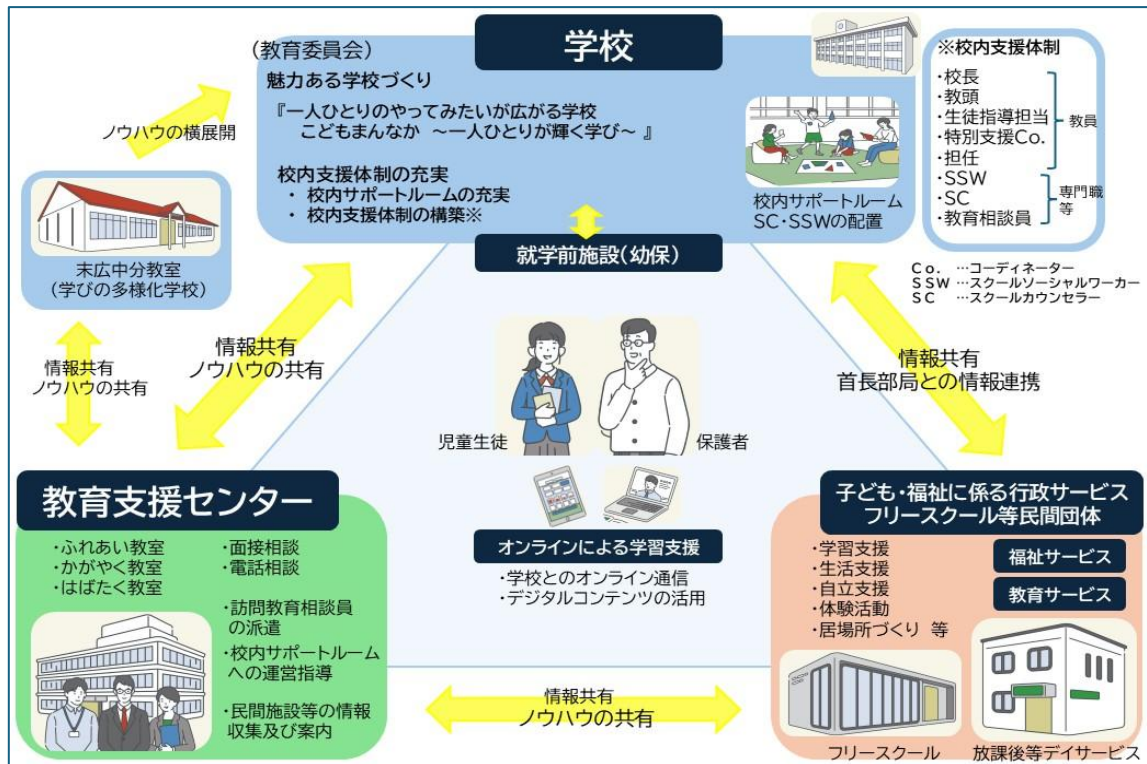 学校
(教育委員会)
魅力ある学校づくり
『一人ひとりのやってみたいが広がる学校
こどもまんなか ～一人ひとりが輝く学び～ 』
校内支援体制の充実
・ 校内サポートルームの充実
・ 校内支援体制の構築※
校内サポートルーム
SC・SSWの配置
※校内支援体制
・校長
・教頭
・生徒指導担当
・特別支援Co.
・担任
・SSW
・SC
・教育相談員
教員
専門職
等
Co. …コーディネーター
SSW …スクールソーシャルワーカー
SC …スクールカウンセラー
ノウハウの横展開
末広中分教室
(学びの多様化学校)
情報共有
ノウハウの共有
情報共有
ノウハウの共有
就学前施設(幼保)
児童生徒
保護者
情報共有
首長部局との情報連携
オンラインによる学習支援
・学校とのオンライン通信
・デジタルコンテンツの活用
教育支援センター
・ふれあい教室
・かがやく教室
・はばたく教室
・面接相談
・電話相談
・訪問教育相談員
の派遣
・校内サポートルーム
への運営指導
・民間施設等の情報
収集及び案内
情報共有
ノウハウの共有
子ども・福祉に係る行政サービス
フリースクール等民間団体
・学習支援
・生活支援
・自立支援
・体験活動
・居場所づくり 等
福祉サービス
教育サービス
フリースクール
放課後等デイサービス